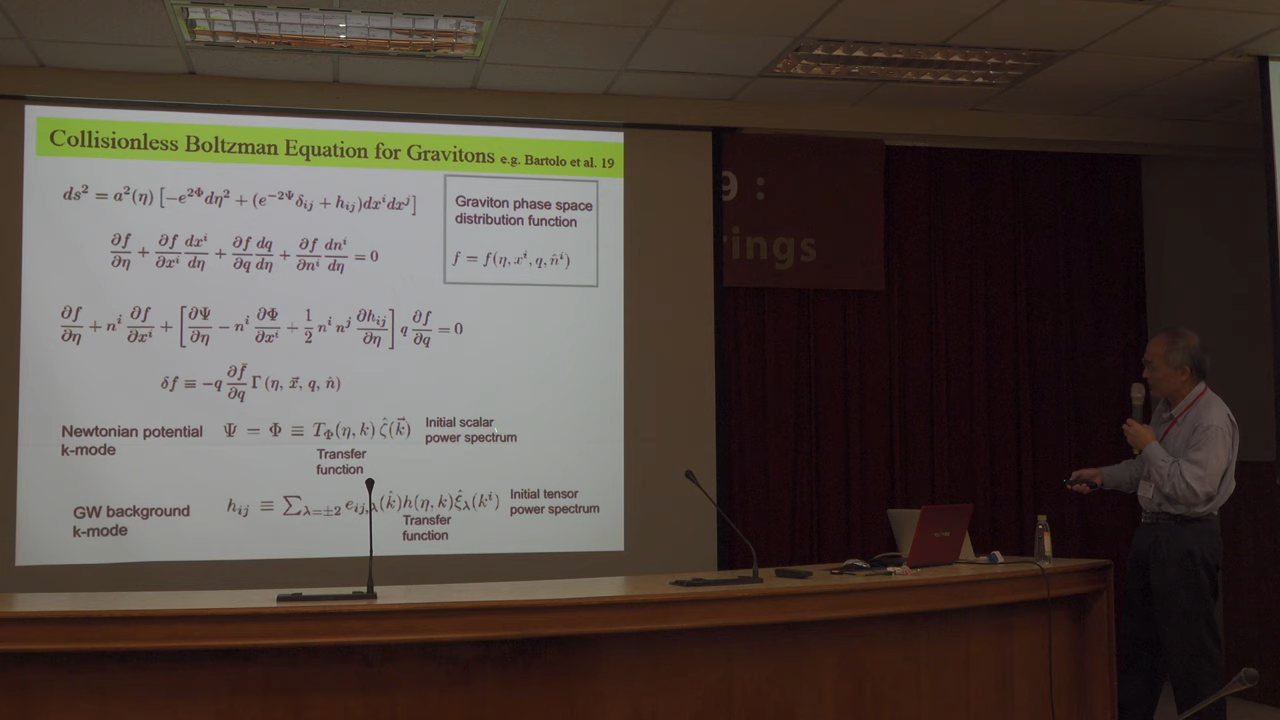 Collisionless Boltzman Equation for Gravitons e.g. Bartolo et al. 19
ds² = a²(η) [−e^{2Φ}dη² + (e^{−2Ψ}δ_{ij} + h_{ij})dx^i dx^j]
Graviton phase space
distribution function
f = f(η, x^i, q, n̂^i)
∂f/∂η + ∂f/∂x^i dx^i/dη + ∂f/∂q dq/dη + ∂f/∂n^i dn^i/dη = 0
∂f/∂η + n^i ∂f/∂x^i + [∂Ψ/∂η − n^i ∂Φ/∂x^i + 1/2 n^i n^j ∂h_{ij}/∂η] q ∂f/∂q = 0
δf ≡ −q ∂f̄/∂q Γ(η, x⃗, q, n̂)
Newtonian potential
k-mode
Ψ = Φ ≡ T_Φ(η, k) ζ̂(k⃗)
Initial scalar
power spectrum
Transfer
function
GW background
k-mode
h_{ij} ≡ ∑_{λ=±2} e_{ij,λ}(k̂)h(η, k)ξ̂_λ(k^i)
Initial tensor
power spectrum
Transfer
function
9 :
rings